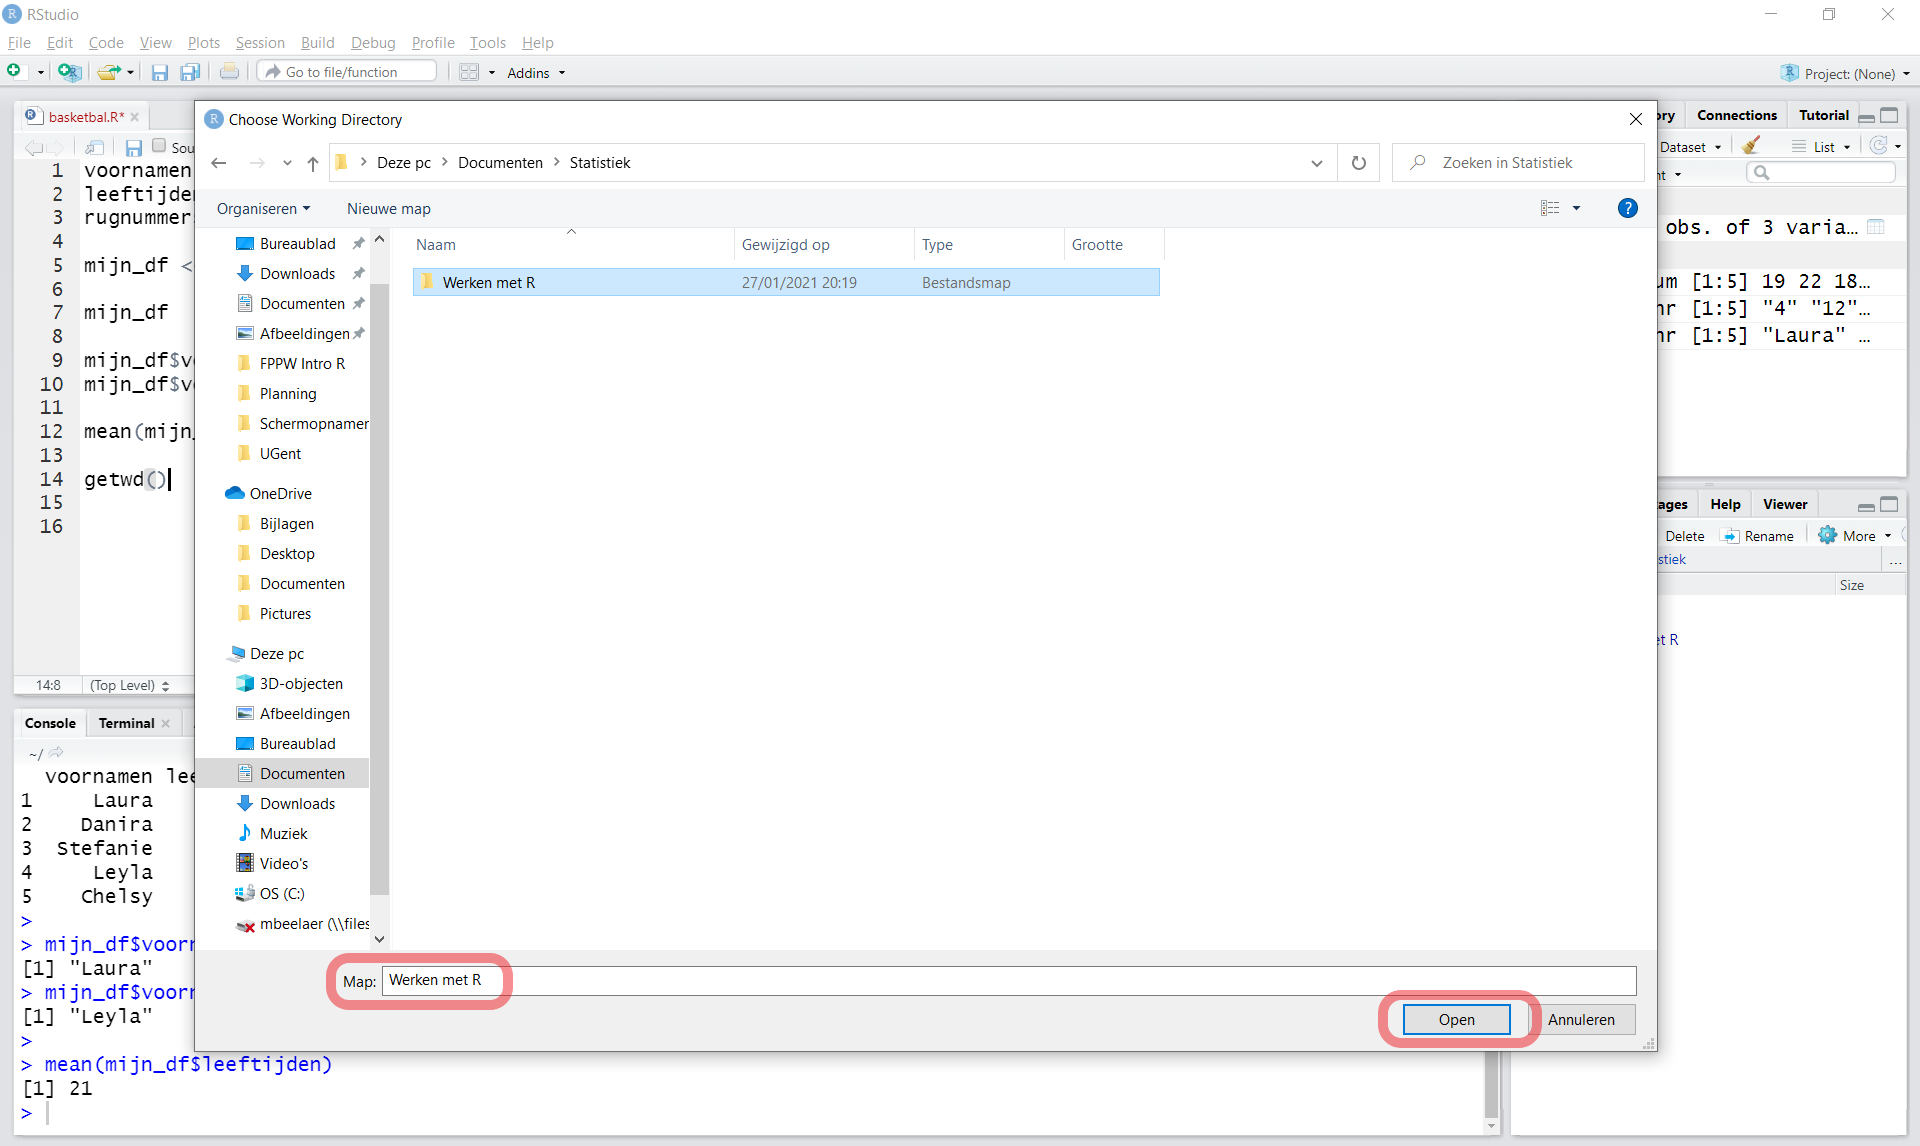 RStudio
File Edit Code View Plots Session Build Debug Profile Tools Help
Go to file/function Addins Project: (None)
basketbal.R*
Sou
1 voornamen
2 leeftijden
3 rugnummers
4
5 mijn_df <
6
7 mijn_df
8
9 mijn_df$vo
10 mijn_df$vo
11
12 mean(mijn_
13
14 getwd()
15
16
14:8 (Top Level)
Choose Working Directory
Deze pc > Documenten > Statistiek
Zoeken in Statistiek
Organiseren Nieuwe map
Bureaublad
Downloads
Documenten
Afbeeldingen
FPPW Intro R
Planning
Schermopnamen
UGent
OneDrive
Bijlagen
Desktop
Documenten
Pictures
Deze pc
3D-objecten
Afbeeldingen
Bureaublad
Documenten
Downloads
Muziek
Video's
OS (C:)
mbeelaer (\\files
Naam Gewijzigd op Type Grootte
Werken met R 27/01/2021 20:19 Bestandsmap
Map: Werken met R
Open Annuleren
ory Connections Tutorial
Dataset List
nt
obs. of 3 varia…
um [1:5] 19 22 18…
hr [1:5] "4" "12"…
hr [1:5] "Laura" …
ages Help Viewer
Delete Rename More
stiek ...
Size
et R
Console Terminal
~/
voornamen lee
1 Laura
2 Danira
3 Stefanie
4 Leyla
5 Chelsy
>
> mijn_df$voorn
[1] "Laura"
> mijn_df$voorn
[1] "Leyla"
>
> mean(mijn_df$leeftijden)
[1] 21
>